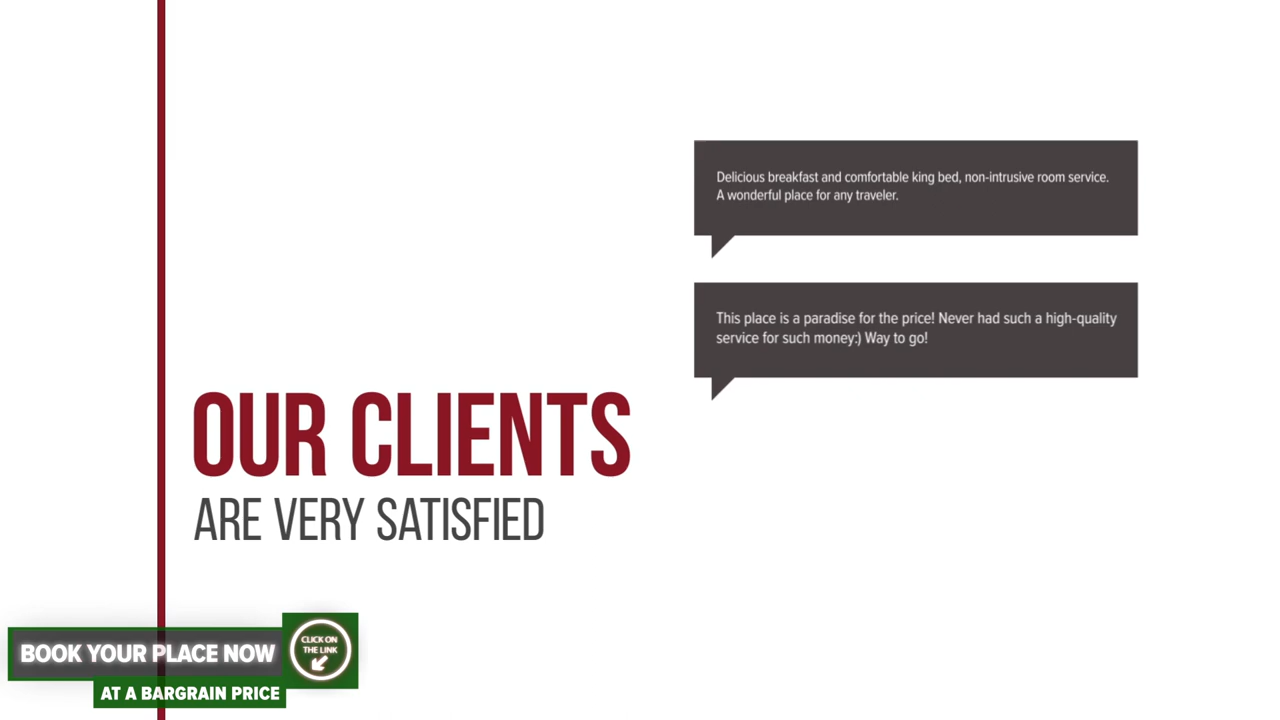 Delicious breakfast and comfortable king bed, non-intrusive room service.
A wonderful place for any traveler.
This place is a paradise for the price! Never had such a high-quality
service for such money:) Way to go!
OUR CLIENTS
ARE VERY SATISFIED
BOOK YOUR PLACE NOW
CLICK ON
THE LINK
AT A BARGRAIN PRICE